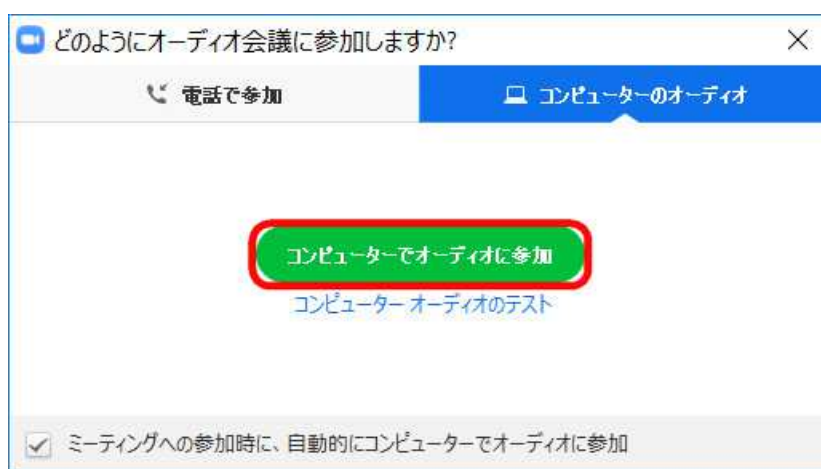 どのようにオーディオ会議に参加しますか?
電話で参加
コンピューターのオーディオ
コンピューターでオーディオに参加
コンピューター オーディオのテスト
ミーティングへの参加時に、自動的にコンピューターでオーディオに参加